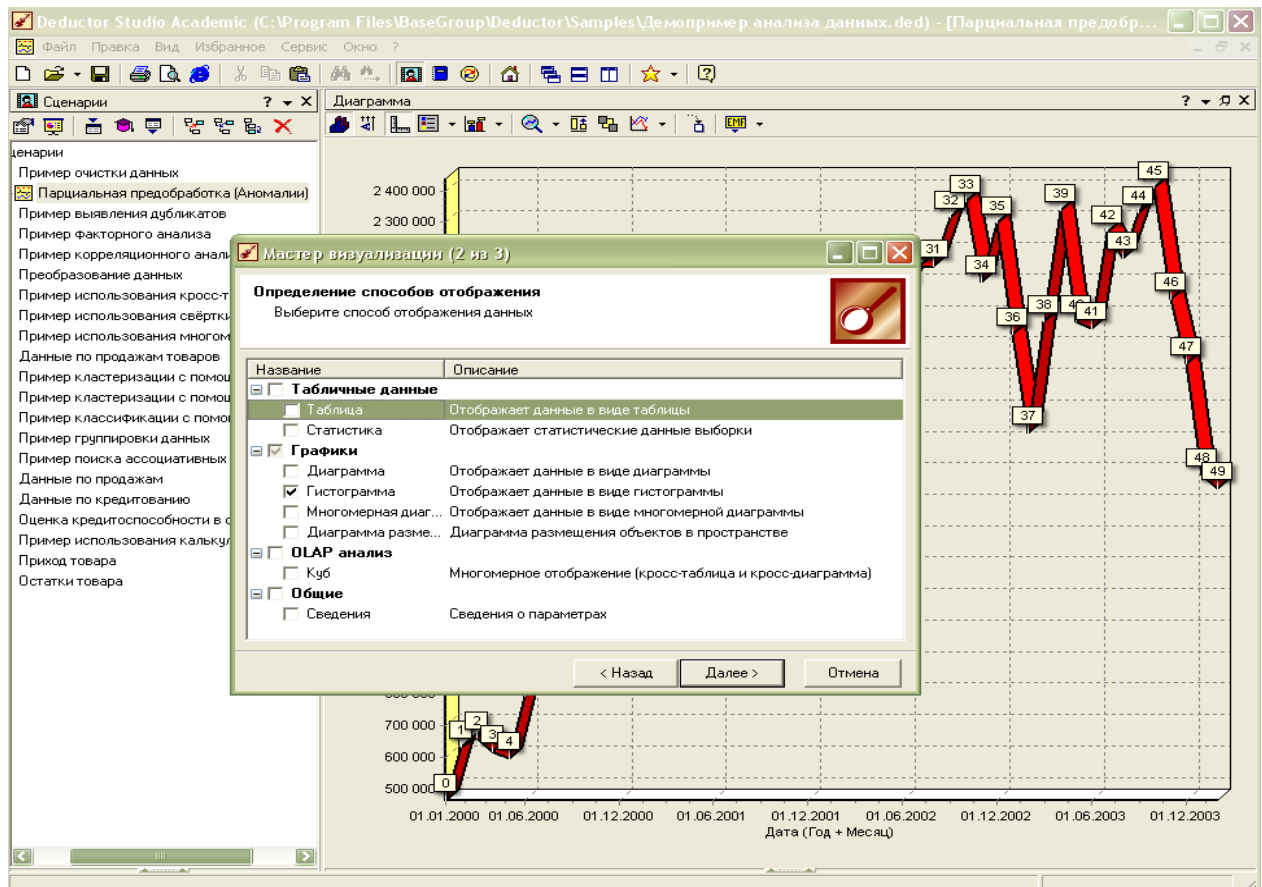 Deductor Studio Academic (C:\Program Files\BaseGroup\Deductor\Samples\Демопример анализа данных.ded) - [Парциальная предобр...
Файл Правка Вид Избранное Сервис Окно ?
Сценарии ? X
ценарии
Пример очистки данных
Парциальная предобработка (Аномалии)
Пример выявления дубликатов
Пример факторного анализа
Пример корреляционного анали
Преобразование данных
Пример использования кросс-т
Пример использования свёртки
Пример использования многом
Данные по продажам товаров
Пример кластеризации с помощ
Пример кластеризации с помощ
Пример классификации с помо
Пример группировки данных
Пример поиска ассоциативных
Данные по продажам
Данные по кредитованию
Оценка кредитоспособности в с
Пример использования калькул
Приход товара
Остатки товара
Диаграмма ? X
EMF
2 400 000
2 300 000
700 000
600 000
500 000
0
1
2
3
4
31
32
33
34
35
36
37
38
39
41
42
43
44
45
46
47
48
49
01.01.2000 01.06.2000 01.12.2000 01.06.2001 01.12.2001 01.06.2002 01.12.2002 01.06.2003 01.12.2003
Дата (Год + Месяц)
Мастер визуализации (2 из 3)
Определение способов отображения
Выберите способ отображения данных
Название Описание
Табличные данные
Таблица Отображает данные в виде таблицы
Статистика Отображает статистические данные выборки
Графики
Диаграмма Отображает данные в виде диаграммы
Гистограмма Отображает данные в виде гистограммы
Многомерная диаг... Отображает данные в виде многомерной диаграммы
Диаграмма разме... Диаграмма размещения объектов в пространстве
OLAP анализ
Куб Многомерное отображение (кросс-таблица и кросс-диаграмма)
Общие
Сведения Сведения о параметрах
< Назад Далее > Отмена